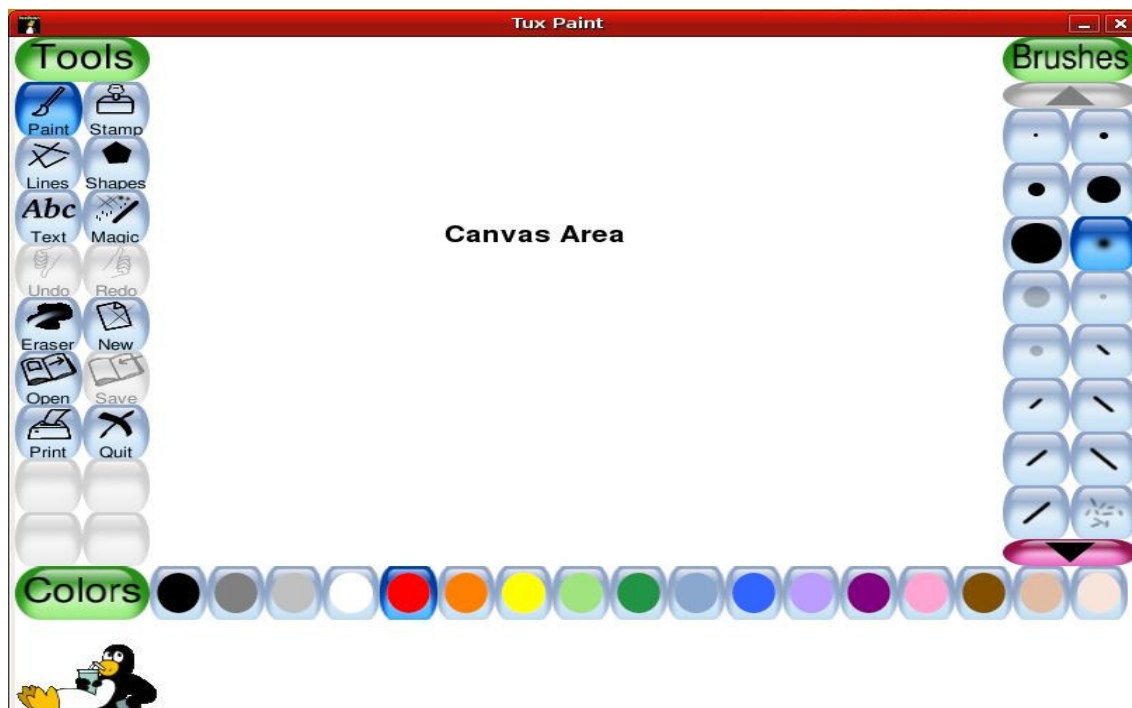 Tux Paint
Tools
Brushes
Paint Stamp
Lines Shapes
Abc
Text Magic
Canvas Area
Undo Redo
Eraser New
Open Save
Print Quit
Colors